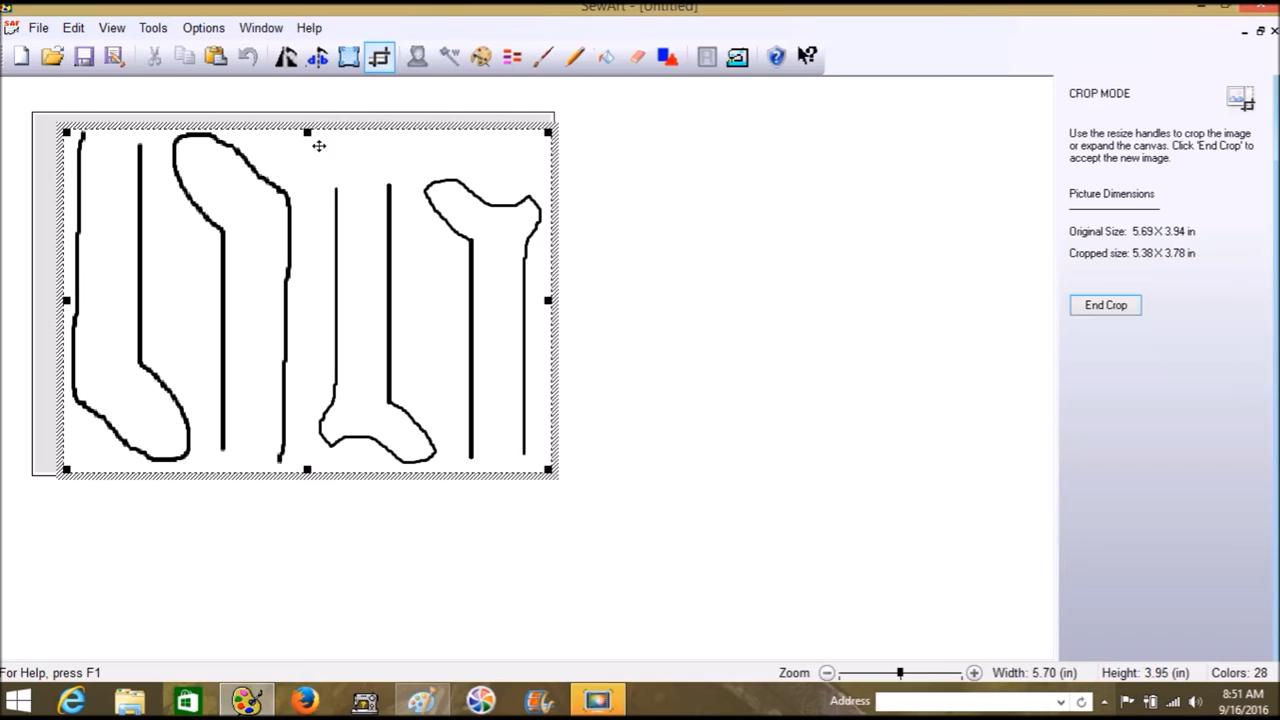 SewArt - [Untitled]
SAF File Edit View Tools Options Window Help
CROP MODE
Use the resize handles to crop the image
or expand the canvas. Click 'End Crop' to
accept the new image.
Picture Dimensions
Original Size: 5.69 X 3.94 in
Cropped size: 5.38 X 3.78 in
End Crop
For Help, press F1
Zoom
Width: 5.70 (in)
Height: 3.95 (in)
Colors: 28
Address
8:51 AM
9/16/2016